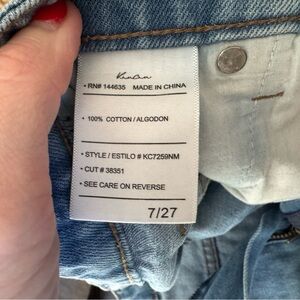 KanCan
• RN# 144635 MADE IN CHINA
• 100% COTTON / ALGODON
• STYLE / ESTILO # KC7259NM
• CUT # 38351
• SEE CARE ON REVERSE
7/27